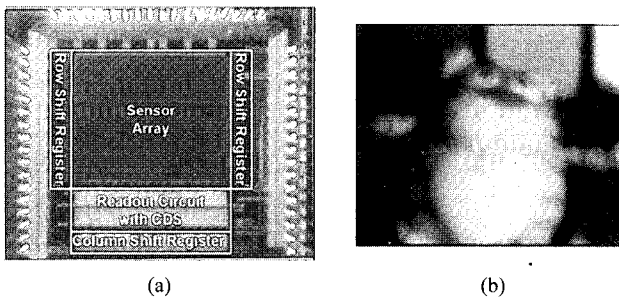 Row Shift Register
Sensor
Array
Row Shift Register
Readout Circuit
with CDS
Column Shift Register
(a)
(b)